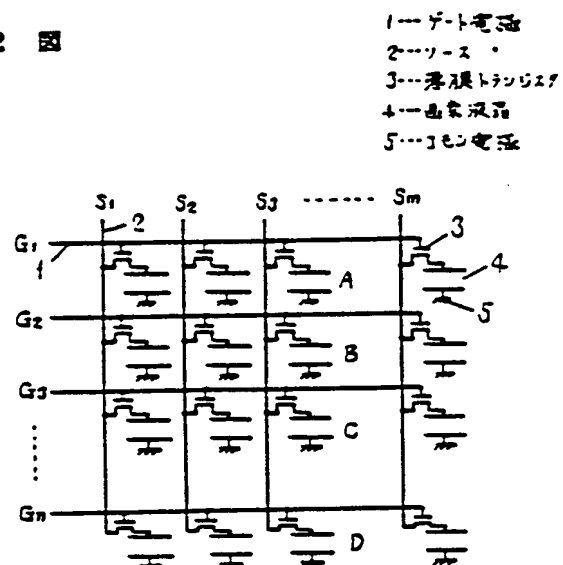 2 図
1---ゲート電極
2---ソース 〃
3---薄膜トランジスタ
4---画素液晶
5---コモン電極
S1 S2 S3 ------ Sm
2
G1
1
3
4
A
5
G2
B
G3
C
Gn
D